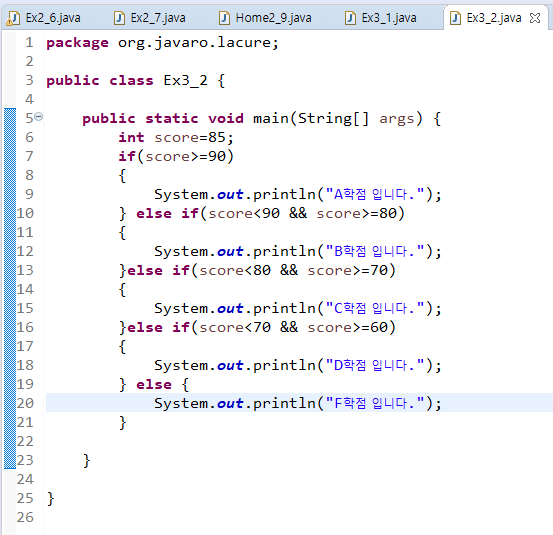 Ex2_6.java Ex2_7.java Home2_9.java Ex3_1.java Ex3_2.java
1 package org.javaro.lacure;
2
3 public class Ex3_2 {
4
5 public static void main(String[] args) {
6 int score=85;
7 if(score>=90)
8 {
9 System.out.println("A학점 입니다.");
10 } else if(score<90 && score>=80)
11 {
12 System.out.println("B학점 입니다.");
13 }else if(score<80 && score>=70)
14 {
15 System.out.println("C학점 입니다.");
16 }else if(score<70 && score>=60)
17 {
18 System.out.println("D학점 입니다.");
19 } else {
20 System.out.println("F학점 입니다.");
21 }
22
23 }
24
25 }
26